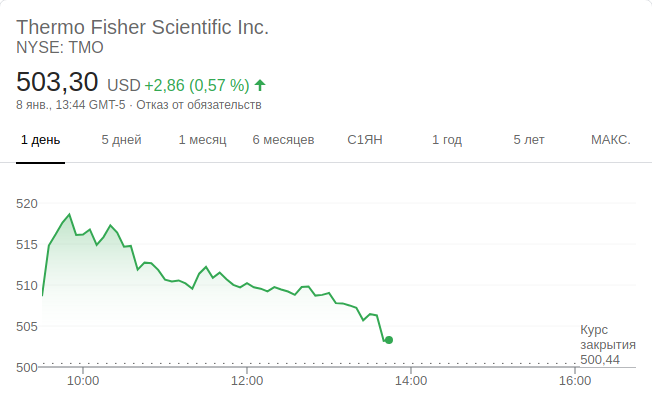 Thermo Fisher Scientific Inc.
NYSE: TMO
503,30 USD +2,86 (0,57 %)
8 янв., 13:44 GMT-5 · Отказ от обязательств
1 день 5 дней 1 месяц 6 месяцев С1ЯН 1 год 5 лет МАКС.
520
515
510
505
500
Курс
закрытия
500,44
10:00 12:00 14:00 16:00